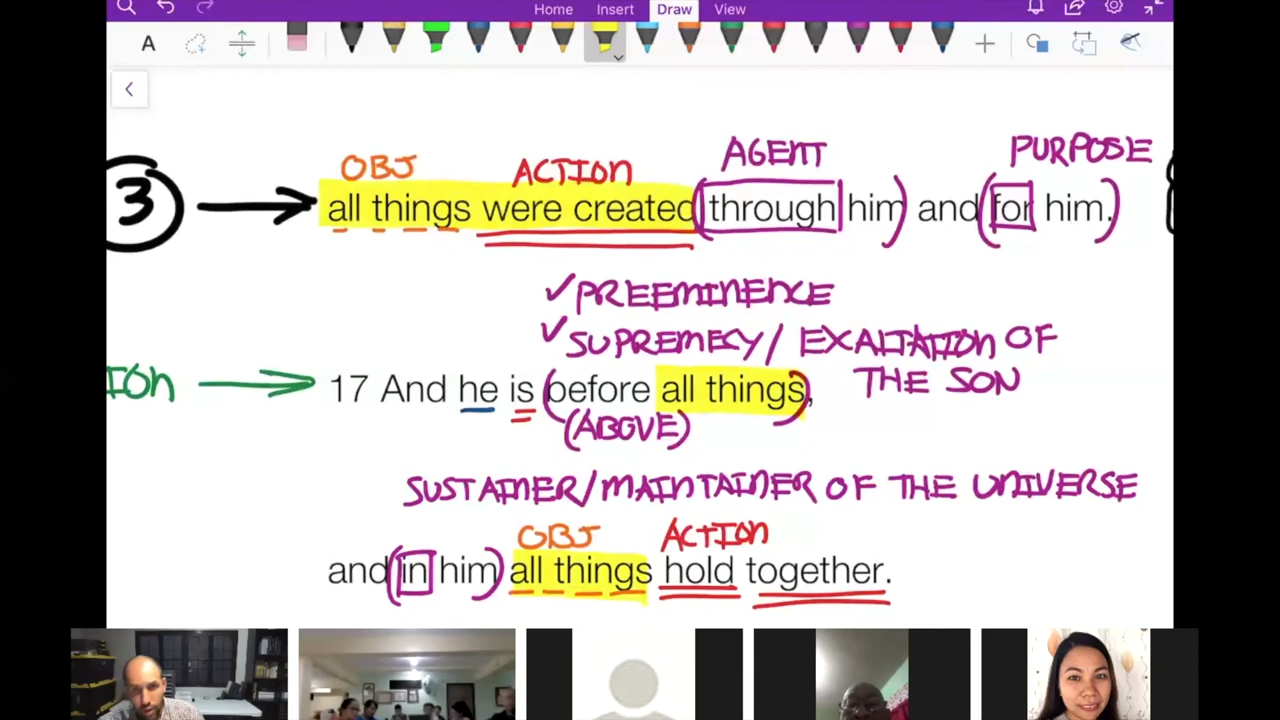 Home Insert Draw View
A
OBJ ACTION AGENT PURPOSE
3 all things were created through him and for him.
✓ PREEMINENCE
✓ SUPREMECY/ EXALTATION OF
THE SON
ION 17 And he is before all things,
(ABOVE)
SUSTAINER/MAINTAINER OF THE UNIVERSE
OBJ ACTION
and in him all things hold together.